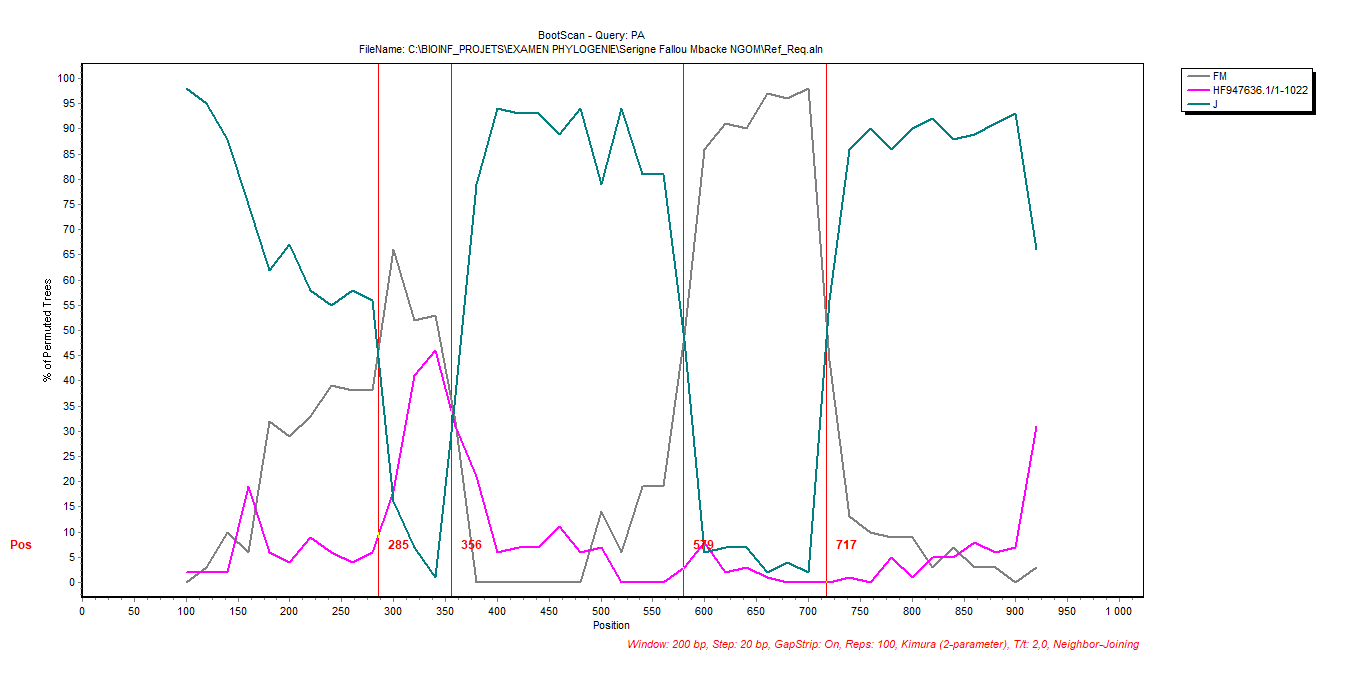 BootScan - Query: PA
FileName: C:\BIOINF_PROJETS\EXAMEN PHYLOGENIE\Serigne Fallou Mbacke NGOM\Ref_Req.aln
FM
HF947636.1/1-1022
J
% of Permuted Trees
100
95
90
85
80
75
70
65
60
55
50
45
40
35
30
25
20
15
10
5
0
Pos
285 356 579 717
0 50 100 150 200 250 300 350 400 450 500 550 600 650 700 750 800 850 900 950 1 000
Position
Window: 200 bp, Step: 20 bp, GapStrip: On, Reps: 100, Kimura (2-parameter), T/t: 2,0, Neighbor-Joining